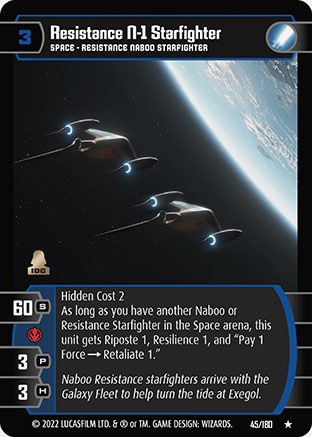 3
Resistance N-1 Starfighter
SPACE - RESISTANCE NABOO STARFIGHTER
IDC
60 S
3 P
3 H
Hidden Cost 2
As long as you have another Naboo or
Resistance Starfighter in the Space arena, this
unit gets Riposte 1, Resilience 1, and “Pay 1
Force → Retaliate 1.”
Naboo Resistance starfighters arrive with the
Galaxy Fleet to help turn the tide at Exegol.
© 2022 LUCASFILM LTD. & ® or TM. GAME DESIGN: WIZARDS.
45/180 ★